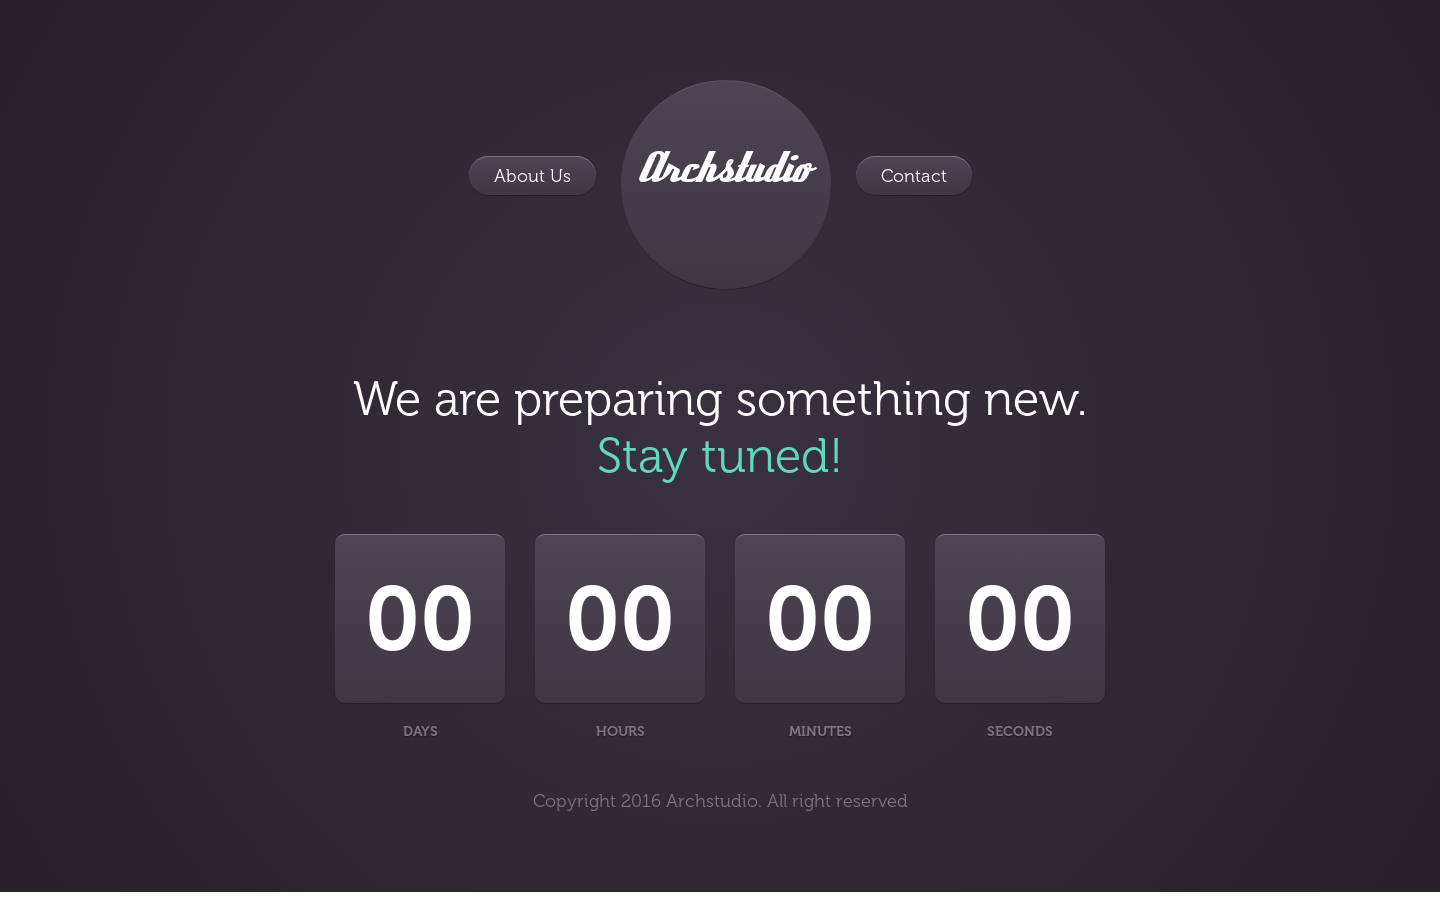 About Us
Archstudio
Contact
We are preparing something new.
Stay tuned!
00 00 00 00
DAYS HOURS MINUTES SECONDS
Copyright 2016 Archstudio. All right reserved